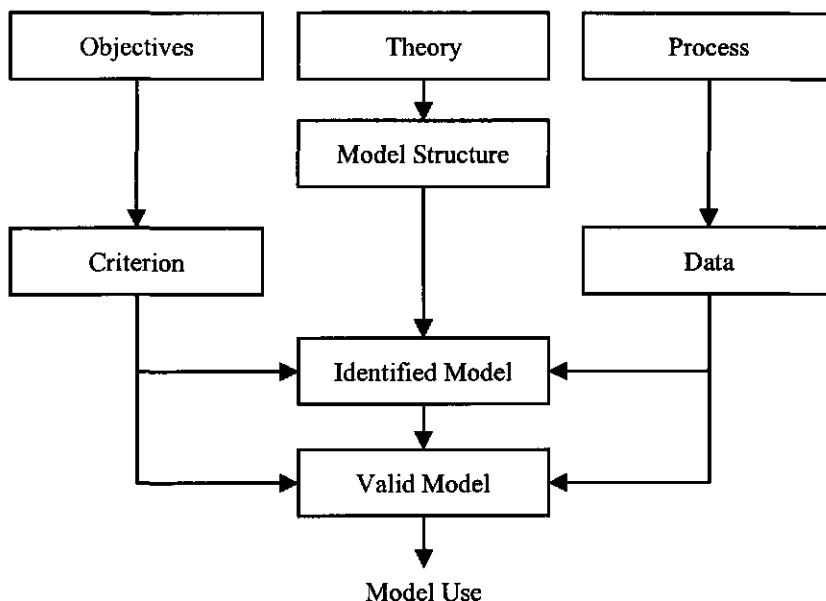 Objectives
Theory
Process
Model Structure
Criterion
Data
Identified Model
Valid Model
Model Use